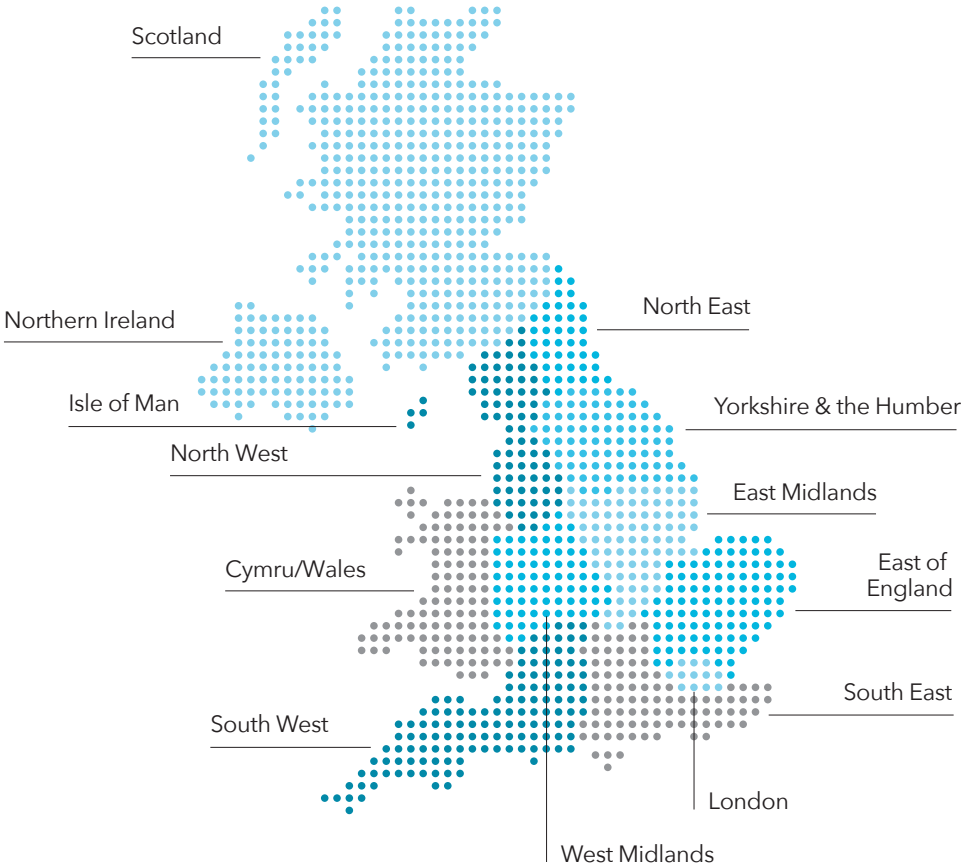 Scotland
North East
Northern Ireland
Isle of Man
Yorkshire & the Humber
North West
East Midlands
Cymru/Wales
East of
England
South East
South West
London
West Midlands